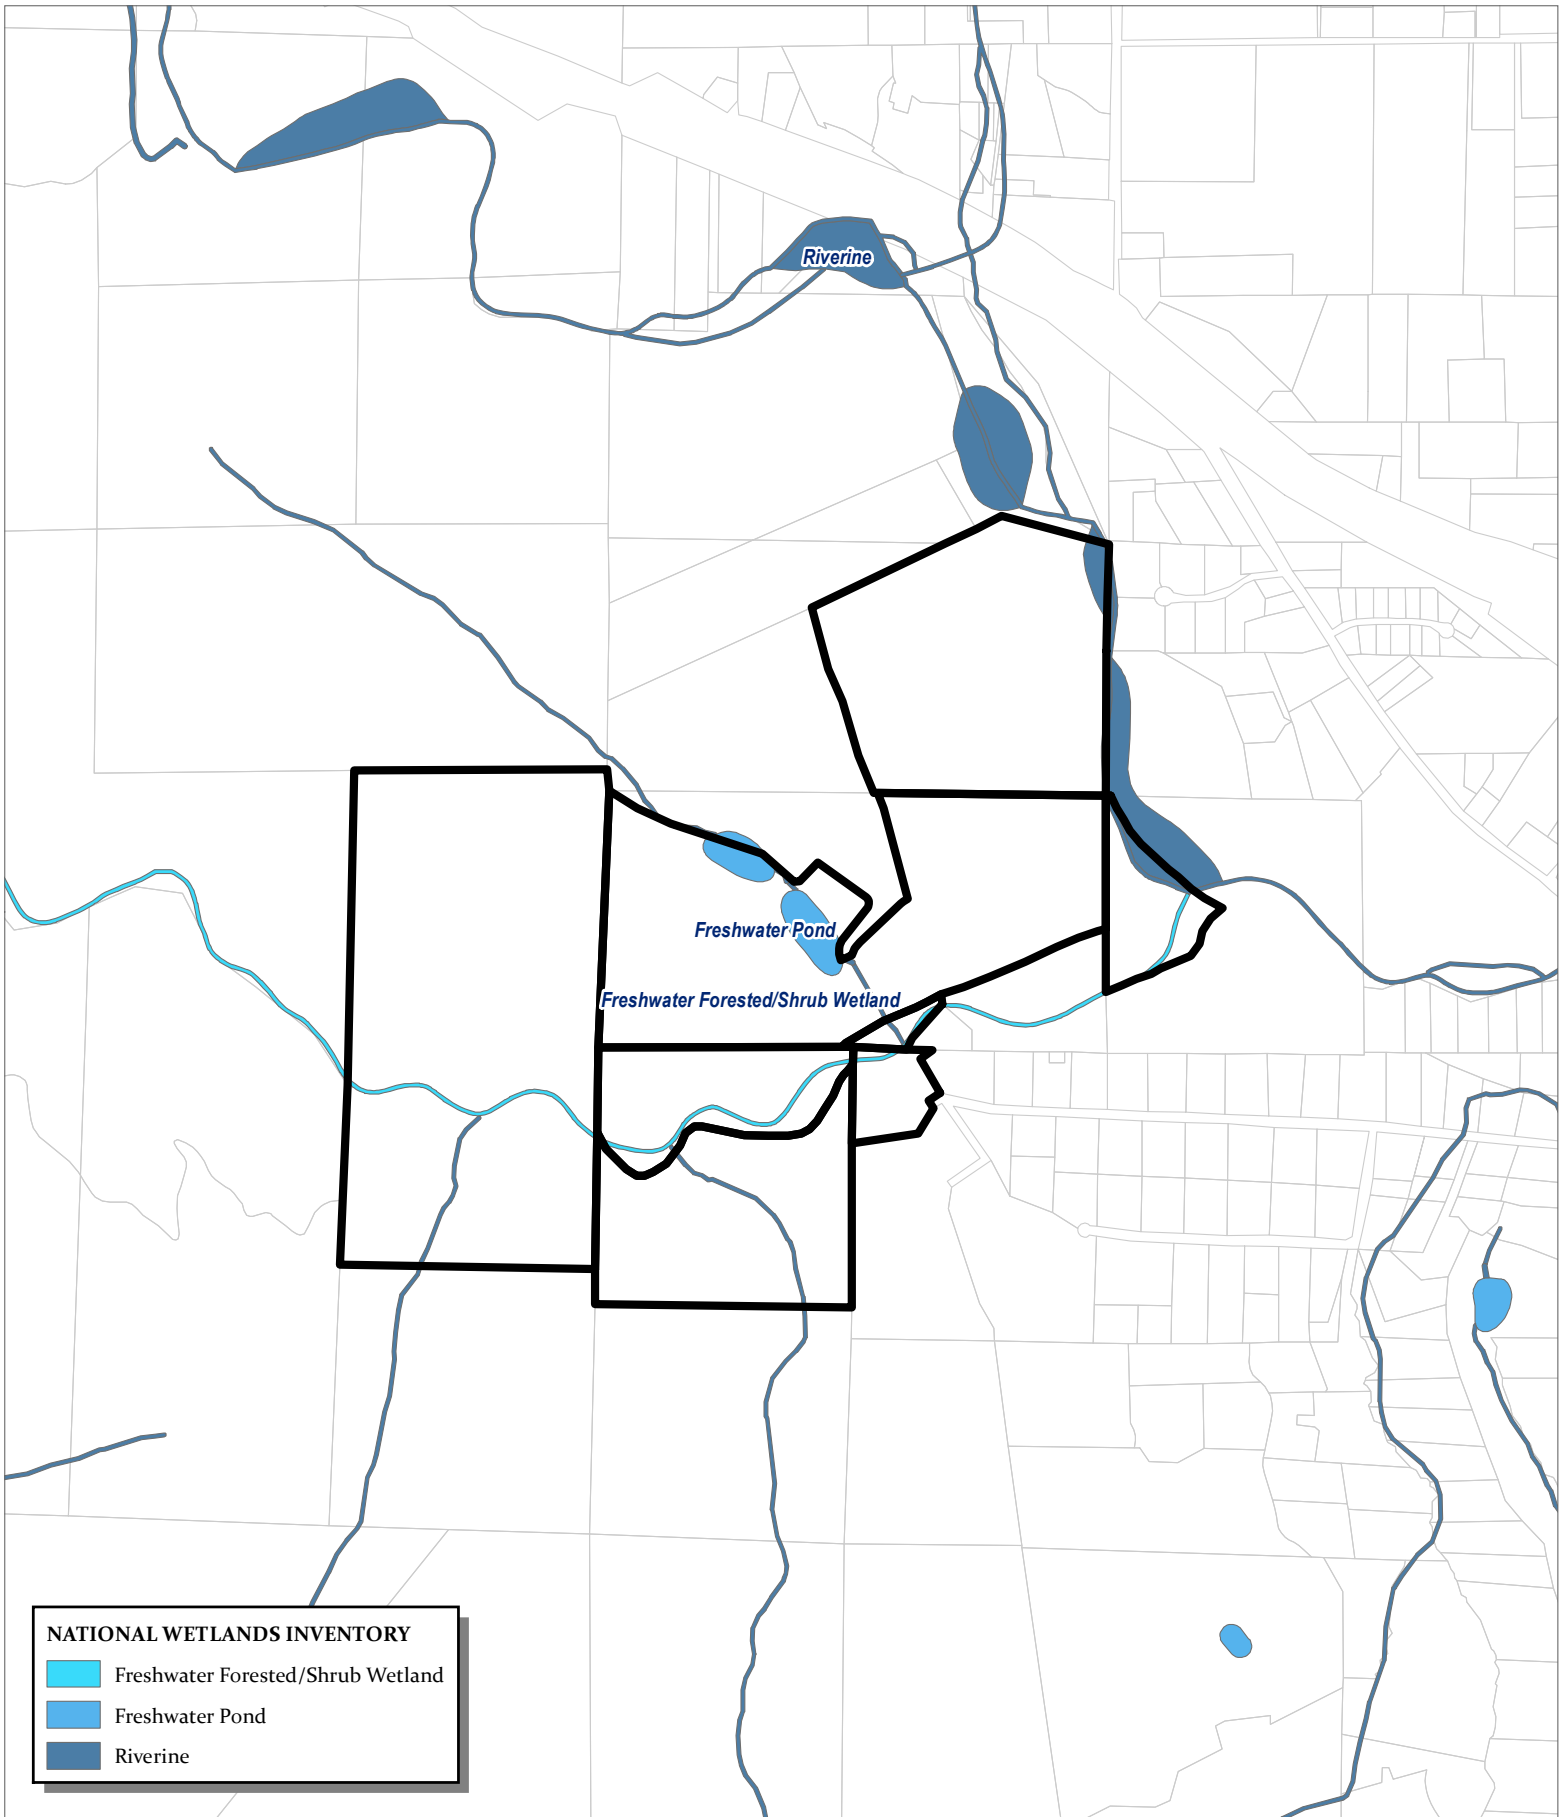 Riverine
Freshwater Pond
Freshwater Forested/Shrub Wetland
NATIONAL WETLANDS INVENTORY
Freshwater Forested/Shrub Wetland
Freshwater Pond
Riverine